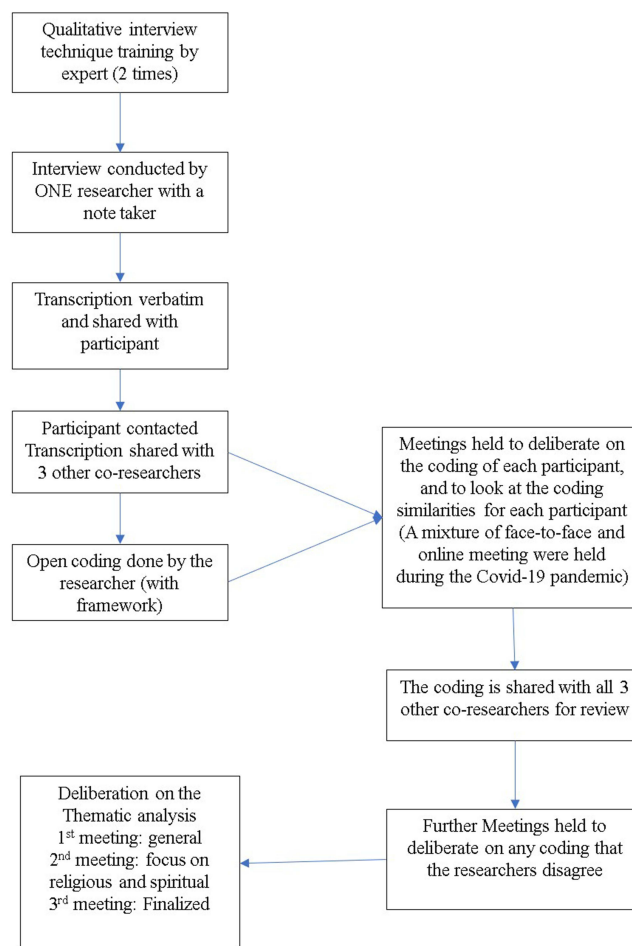 Qualitative interview
technique training by
expert (2 times)
Interview conducted by
ONE researcher with a
note taker
Transcription verbatim
and shared with
participant
Participant contacted
Transcription shared with
3 other co-researchers
Open coding done by the
researcher (with
framework)
Meetings held to deliberate on
the coding of each participant,
and to look at the coding
similarities for each participant
(A mixture of face-to-face and
online meeting were held
during the Covid-19 pandemic)
The coding is shared with all 3
other co-researchers for review
Further Meetings held to
deliberate on any coding that
the researchers disagree
Deliberation on the
Thematic analysis
1st meeting: general
2nd meeting: focus on
religious and spiritual
3rd meeting: Finalized